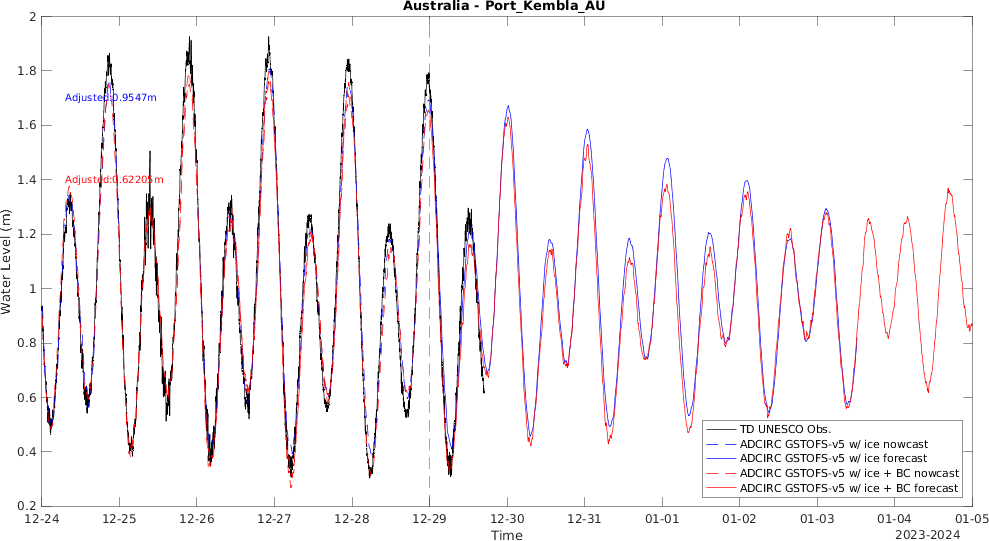 Australia - Port_Kembla_AU
2
1.8
1.6
1.4
1.2
1
0.8
0.6
0.4
0.2
Water Level (m)
Adjusted:0.9547m
Adjusted:0.62205m
TD UNESCO Obs.
ADCIRC GSTOFS-v5 w/ ice nowcast
ADCIRC GSTOFS-v5 w/ ice forecast
ADCIRC GSTOFS-v5 w/ ice + BC nowcast
ADCIRC GSTOFS-v5 w/ ice + BC forecast
12-24 12-25 12-26 12-27 12-28 12-29 12-30 12-31 01-01 01-02 01-03 01-04 01-05
Time
2023-2024